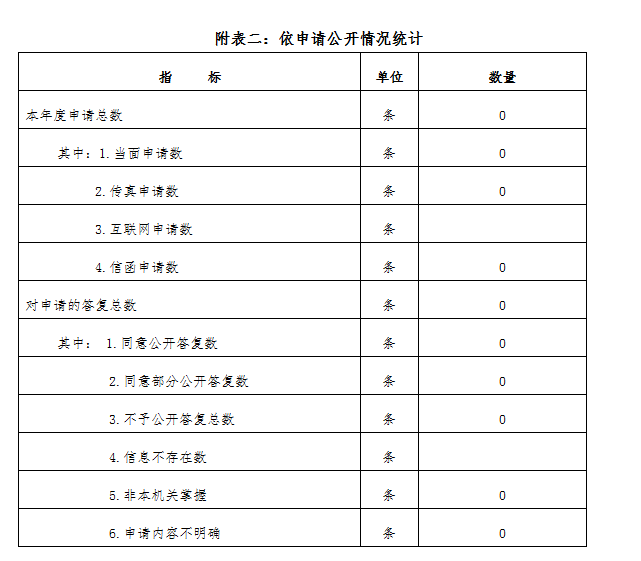 附表二：依申请公开情况统计
指 标 单位 数量
本年度申请总数 条 0
其中：1.当面申请数 条 0
2.传真申请数 条 0
3.互联网申请数 条
4.信函申请数 条 0
对申请的答复总数 条 0
其中： 1.同意公开答复数 条 0
2.同意部分公开答复数 条 0
3.不予公开答复总数 条 0
4.信息不存在数 条
5.非本机关掌握 条 0
6.申请内容不明确 条 0